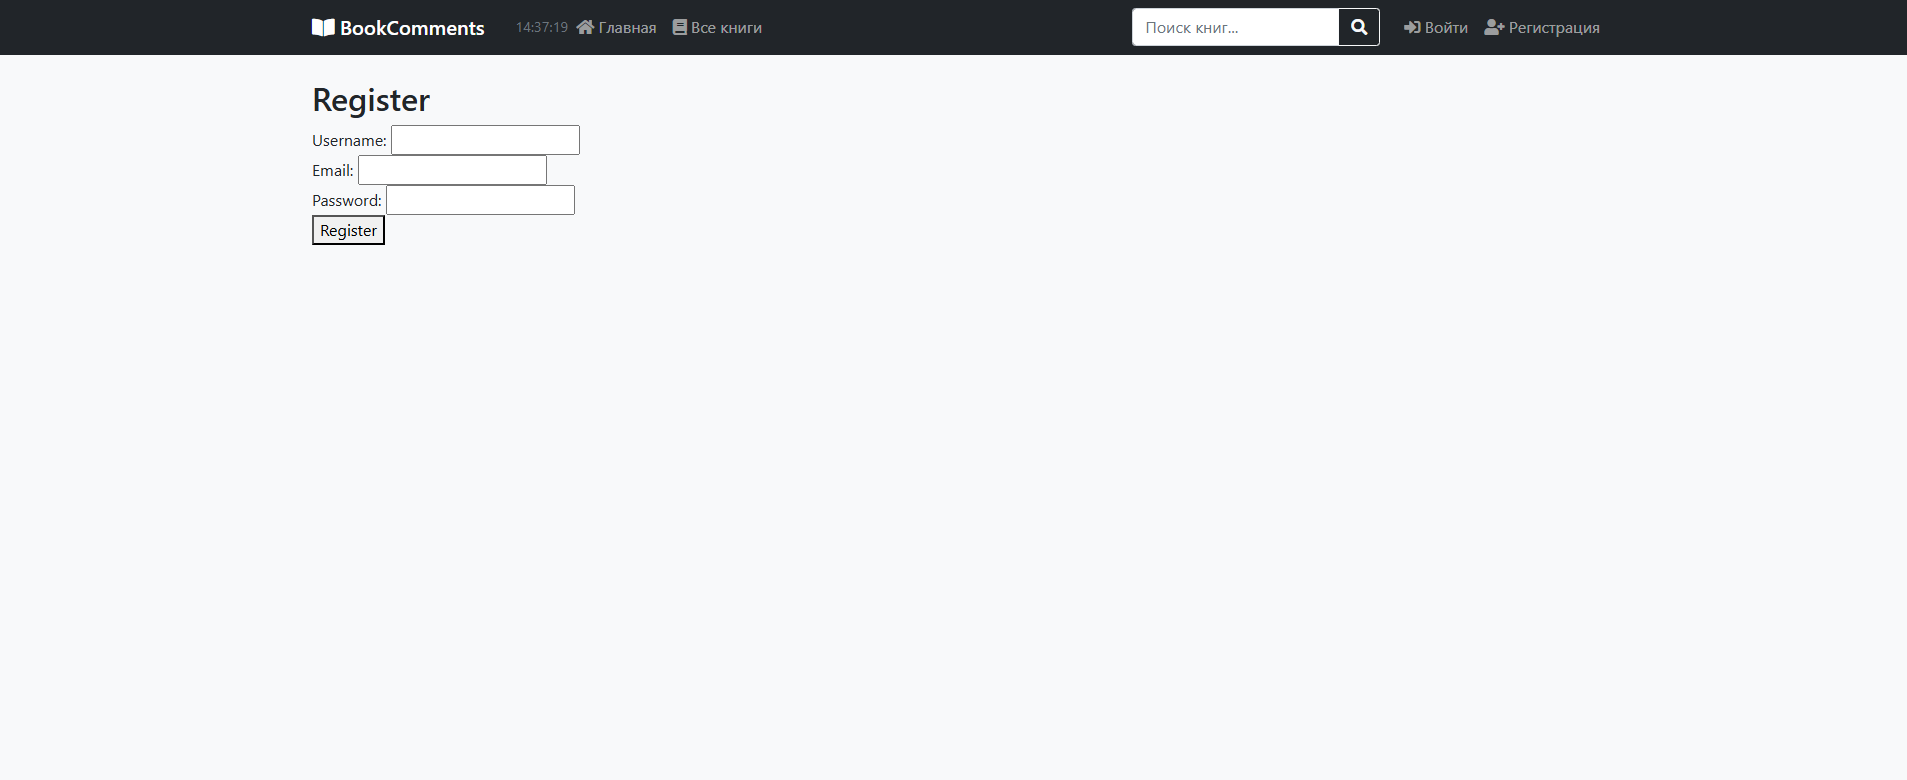 BookComments 14:37:19 Главная Все книги Поиск книг... Войти Регистрация
Register
Username:
Email:
Password:
Register